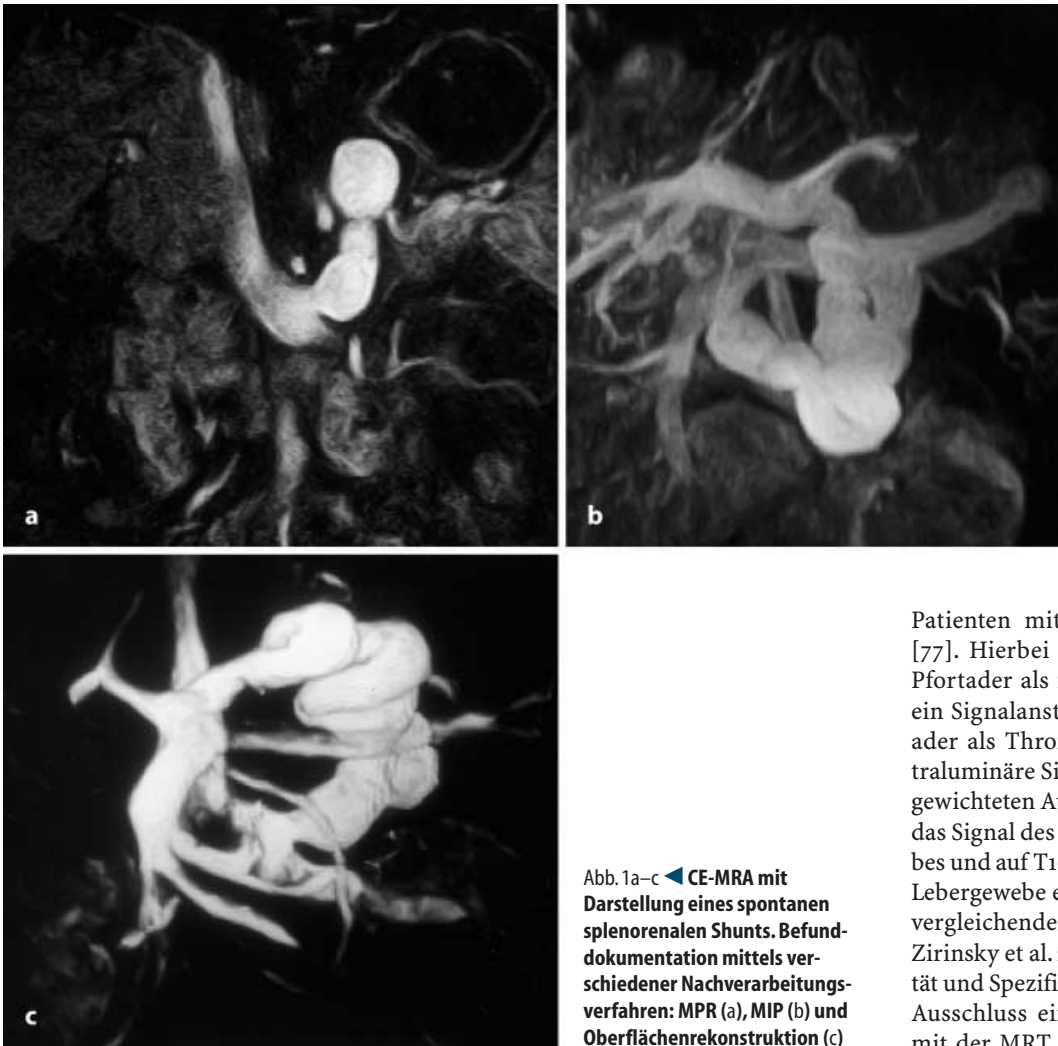 a
b
c
Abb. 1a–c ◀ CE-MRA mit
Darstellung eines spontanen
splenorenalen Shunts. Befund-
dokumentation mittels ver-
schiedener Nachverarbeitungs-
verfahren: MPR (a), MIP (b) und
Oberflächenrekonstruktion (c)
Patienten mit
[77]. Hierbei
Pfortader als
ein Signalanst
ader als Thro
traluminäre Si
gewichteten A
das Signal des
bes und auf T1
Lebergewebe e
vergleichende
Zirinsky et al.
tät und Spezifi
Ausschluss ei
mit der MRT